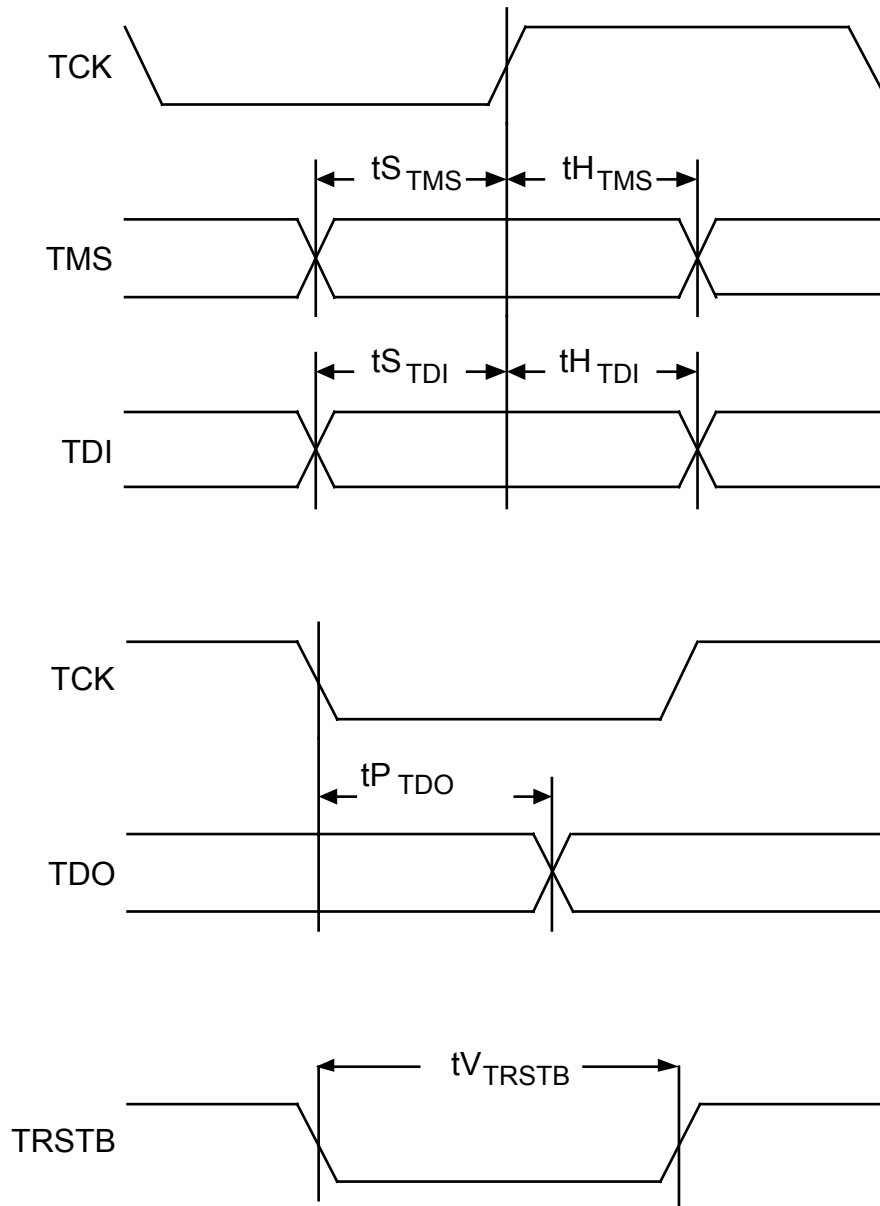 TCK
tS TMS tH TMS
TMS
tS TDI tH TDI
TDI
TCK
tP TDO
TDO
tV TRSTB
TRSTB